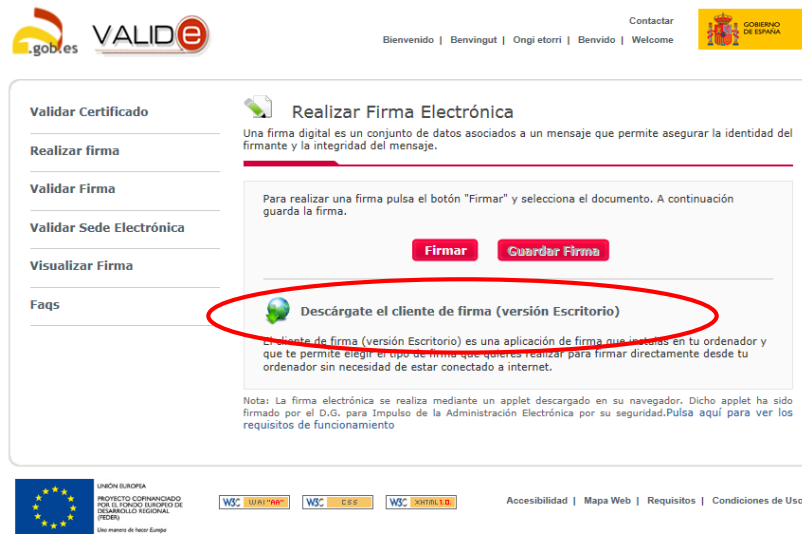 .gob.es
VALIDe
Contactar
Bienvenido | Benvingut | Ongi etorri | Benvido | Welcome
GOBIERNO
DE ESPAÑA
Validar Certificado
Realizar firma
Validar Firma
Validar Sede Electrónica
Visualizar Firma
Faqs
Realizar Firma Electrónica
Una firma digital es un conjunto de datos asociados a un mensaje que permite asegurar la identidad del
firmante y la integridad del mensaje.
Para realizar una firma pulsa el botón "Firmar" y selecciona el documento. A continuación
guarda la firma.
Firmar
Guardar Firma
Descárgate el cliente de firma (versión Escritorio)
El cliente de firma (versión Escritorio) es una aplicación de firma que instalas en tu ordenador y
que te permite elegir el tipo de firma que quieres realizar para firmar directamente desde tu
ordenador sin necesidad de estar conectado a internet.
Nota: La firma electrónica se realiza mediante un applet descargado en su navegador. Dicho applet ha sido
firmado por el D.G. para Impulso de la Administración Electrónica por su seguridad.Pulsa aquí para ver los
requisitos de funcionamiento
UNIÓN EUROPEA
PROYECTO COFINANCIADO
POR EL FONDO EUROPEO DE
DESARROLLO REGIONAL
(FEDER)
Una manera de hacer Europa
W3C WAI "AA"
W3C CSS
W3C XHTML 1.0
Accesibilidad | Mapa Web | Requisitos | Condiciones de Uso